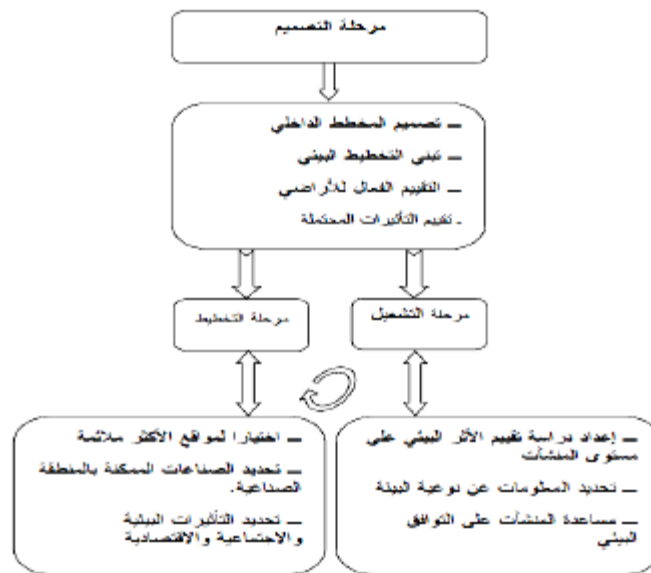 مرحلة التصميم
ـ تصميم المخطط الداخلي
ـ تبني التخطيط البيئي
ـ التقييم الفعال للأراضي
ـ تقييم التأثيرات المحتملة
مرحلة التشغيل
مرحلة التخطيط
ـ إعداد دراسة تقييم الأثر البيئي على
مستوى المنشآت
ـ تحديد المعلومات عن نوعية البيئة
ـ مساعدة المنشآت على التوافق
البيئي
ـ اختيارا لمواقع الأكثر ملائمة
ـ تحديد الصناعات الممكنة بالمنطقة
الصناعية.
ـ تحديد التأثيرات البيئية
والاجتماعية والاقتصادية